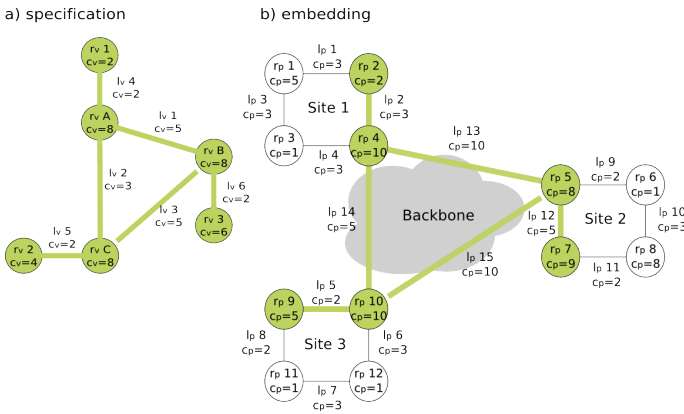 a) specification
rv 1
cv=2
lv 4
cv=2
rv A
cv=8
lv 1
cv=5
rv B
cv=8
lv 2
cv=3
lv 6
cv=2
lv 3
cv=5
rv 3
cv=6
lv 5
cv=2
rv 2
cv=4
rv C
cv=8
b) embedding
lp 1
cp=3
rp 1
cp=5
rp 2
cp=2
lp 3
cp=3
Site 1
lp 2
cp=3
rp 3
cp=1
rp 4
cp=10
lp 4
cp=3
lp 13
cp=10
lp 9
cp=2
rp 5
cp=8
rp 6
cp=1
lp 14
cp=5
Backbone
lp 12
cp=5
Site 2
lp 10
cp=3
rp 7
cp=9
rp 8
cp=8
lp 15
cp=10
lp 11
cp=2
lp 5
cp=2
rp 9
cp=5
rp 10
cp=10
lp 8
cp=2
Site 3
lp 6
cp=3
rp 11
cp=1
rp 12
cp=1
lp 7
cp=3